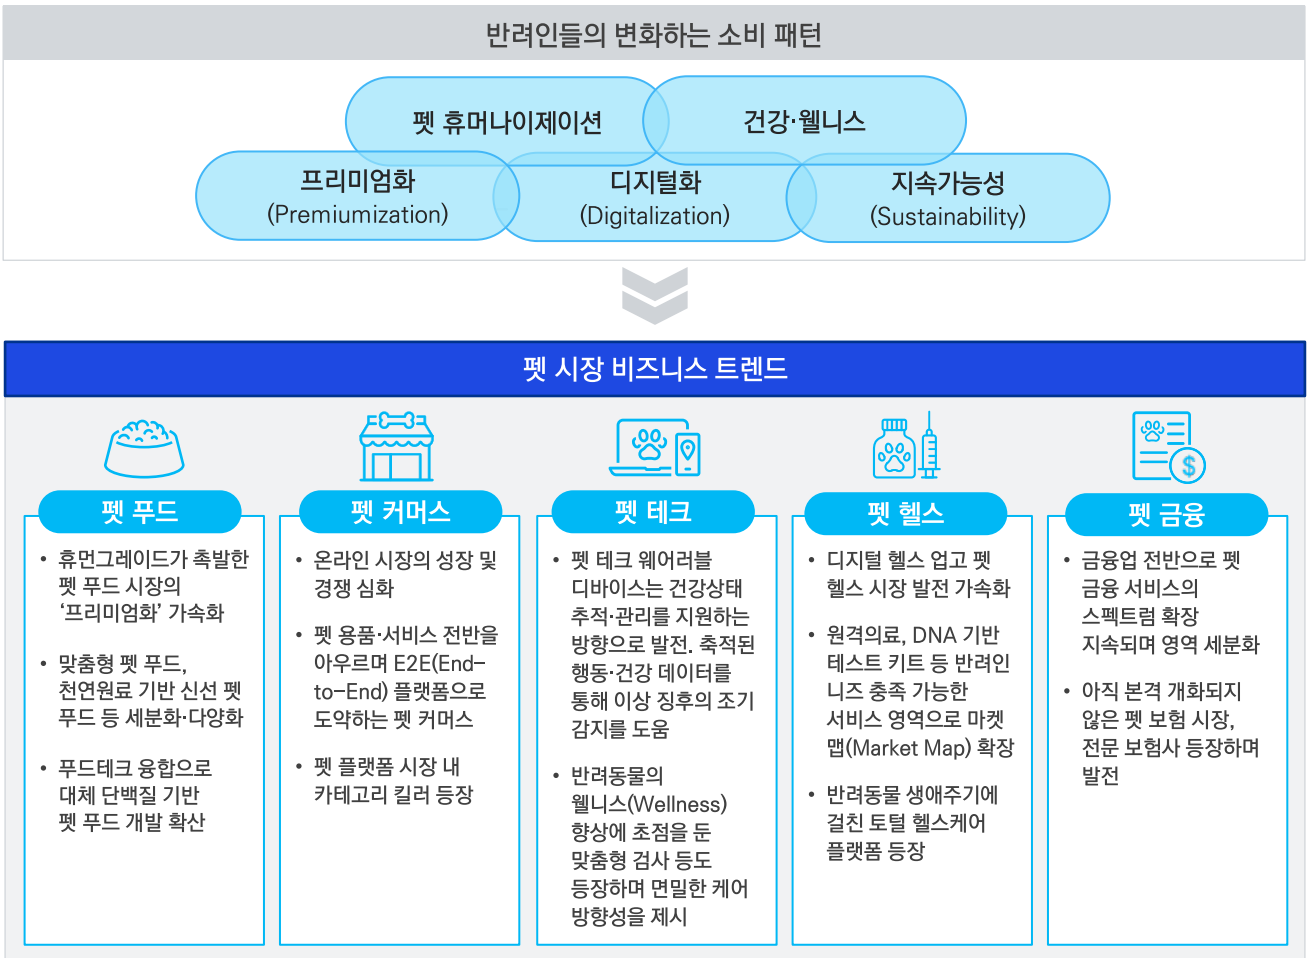 반려인들의 변화하는 소비 패턴
펫 휴머나이제이션
건강·웰니스
프리미엄화
(Premiumization)
디지털화
(Digitalization)
지속가능성
(Sustainability)
펫 시장 비즈니스 트렌드
펫 푸드
• 휴먼그레이드가 촉발한
펫 푸드 시장의
‘프리미엄화’ 가속화
• 맞춤형 펫 푸드,
천연원료 기반 신선 펫
푸드 등 세분화·다양화
• 푸드테크 융합으로
대체 단백질 기반
펫 푸드 개발 확산
펫 커머스
• 온라인 시장의 성장 및
경쟁 심화
• 펫 용품·서비스 전반을
아우르며 E2E(End-
to-End) 플랫폼으로
도약하는 펫 커머스
• 펫 플랫폼 시장 내
카테고리 킬러 등장
펫 테크
• 펫 테크 웨어러블
디바이스는 건강상태
추적·관리를 지원하는
방향으로 발전. 축적된
행동·건강 데이터를
통해 이상 징후의 조기
감지를 도움
• 반려동물의
웰니스(Wellness)
향상에 초점을 둔
맞춤형 검사 등도
등장하며 면밀한 케어
방향성을 제시
펫 헬스
• 디지털 헬스 업고 펫
헬스 시장 발전 가속화
• 원격의료, DNA 기반
테스트 키트 등 반려인
니즈 충족 가능한
서비스 영역으로 마켓
맵(Market Map) 확장
• 반려동물 생애주기에
걸친 토털 헬스케어
플랫폼 등장
$
펫 금융
• 금융업 전반으로 펫
금융 서비스의
스펙트럼 확장
지속되며 영역 세분화
• 아직 본격 개화되지
않은 펫 보험 시장,
전문 보험사 등장하며
발전